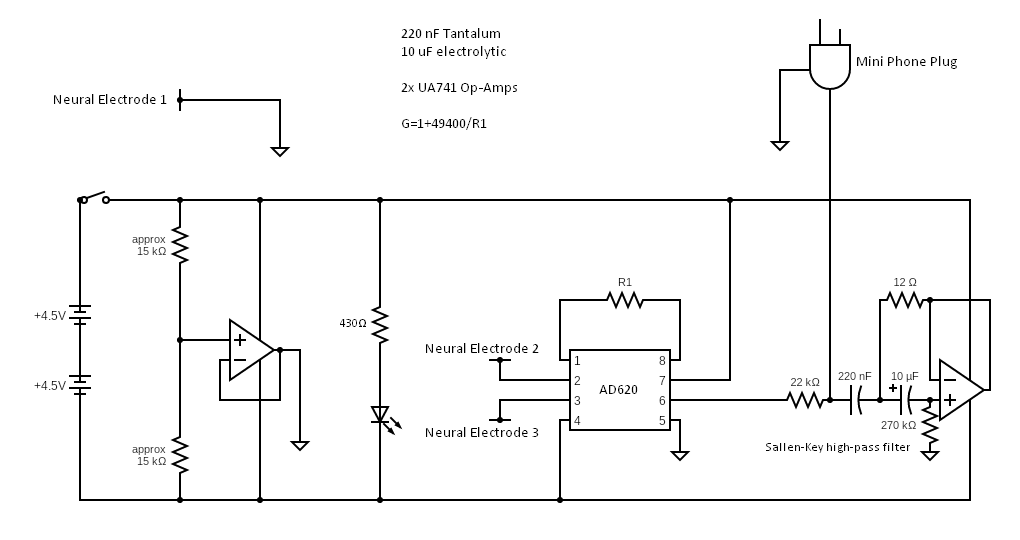 220 nF Tantalum
10 uF electrolytic
2x UA741 Op-Amps
G=1+49400/R1
Mini Phone Plug
Neural Electrode 1
approx
15 kΩ
+4.5V
+4.5V
approx
15 kΩ
430Ω
R1
12 Ω
Neural Electrode 2
Neural Electrode 3
1
2
3
4
AD620
8
7
6
5
22 kΩ
220 nF
10 µF
270 kΩ
Sallen-Key high-pass filter